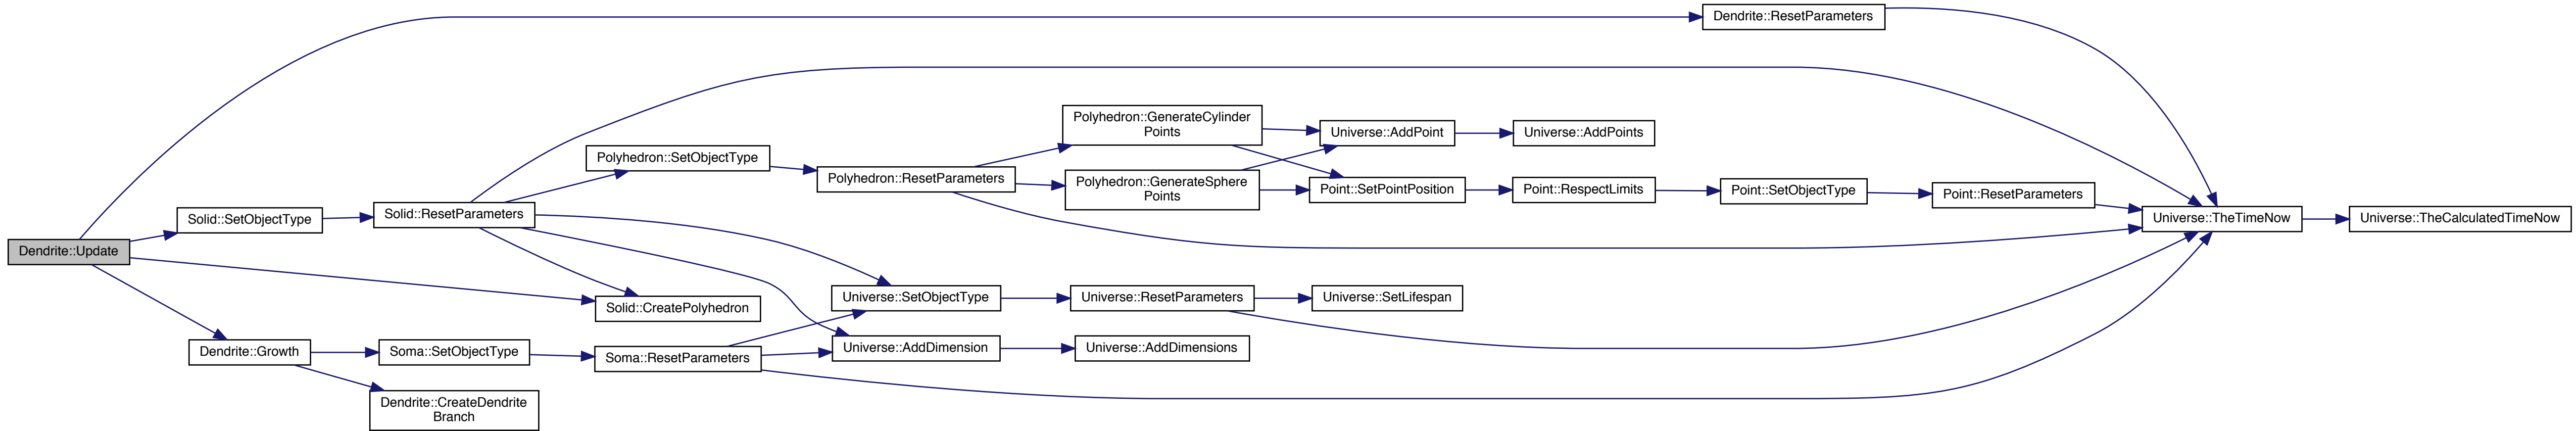 Dendrite::Update
Dendrite::ResetParameters
Solid::SetObjectType
Solid::ResetParameters
Polyhedron::SetObjectType
Polyhedron::ResetParameters
Polyhedron::GenerateCylinder
Points
Polyhedron::GenerateSphere
Points
Universe::AddPoint
Universe::AddPoints
Point::SetPointPosition
Point::RespectLimits
Point::SetObjectType
Point::ResetParameters
Universe::TheTimeNow
Universe::TheCalculatedTimeNow
Solid::CreatePolyhedron
Universe::SetObjectType
Universe::ResetParameters
Universe::SetLifespan
Dendrite::Growth
Soma::SetObjectType
Soma::ResetParameters
Universe::AddDimension
Universe::AddDimensions
Dendrite::CreateDendrite
Branch